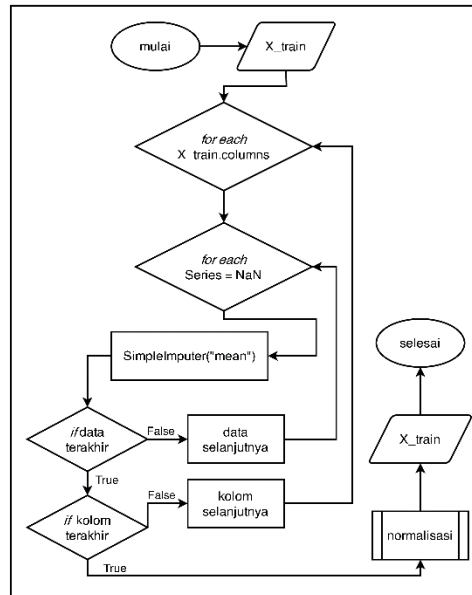 mulai
X_train
for each
X_train.columns
for each
Series = NaN
SimpleImputer("mean")
if data
terakhir
False
data
selanjutnya
True
if kolom
terakhir
False
kolom
selanjutnya
True
normalisasi
X_train
selesai